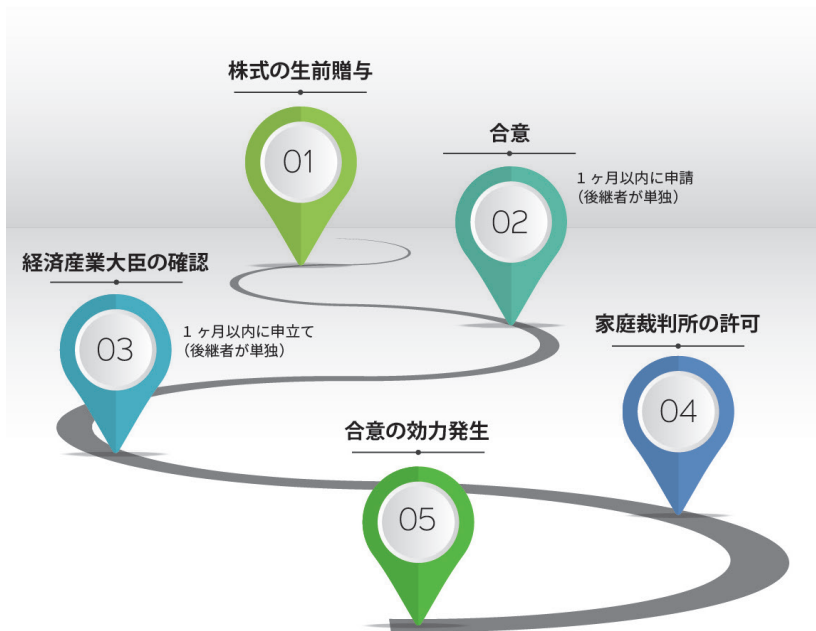 株式の生前贈与
01
合意
1ヶ月以内に申請
（後継者が単独）
02
経済産業大臣の確認
1ヶ月以内に申立て
（後継者が単独）
03
家庭裁判所の許可
04
合意の効力発生
05